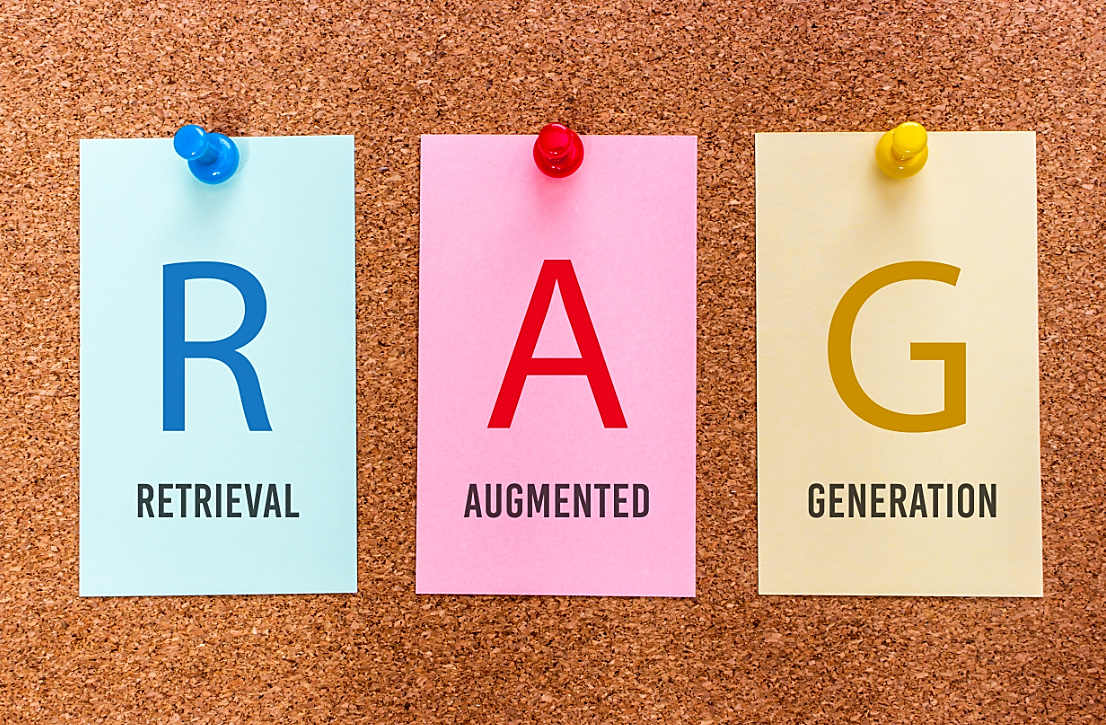 R
RETRIEVAL
A
AUGMENTED
G
GENERATION